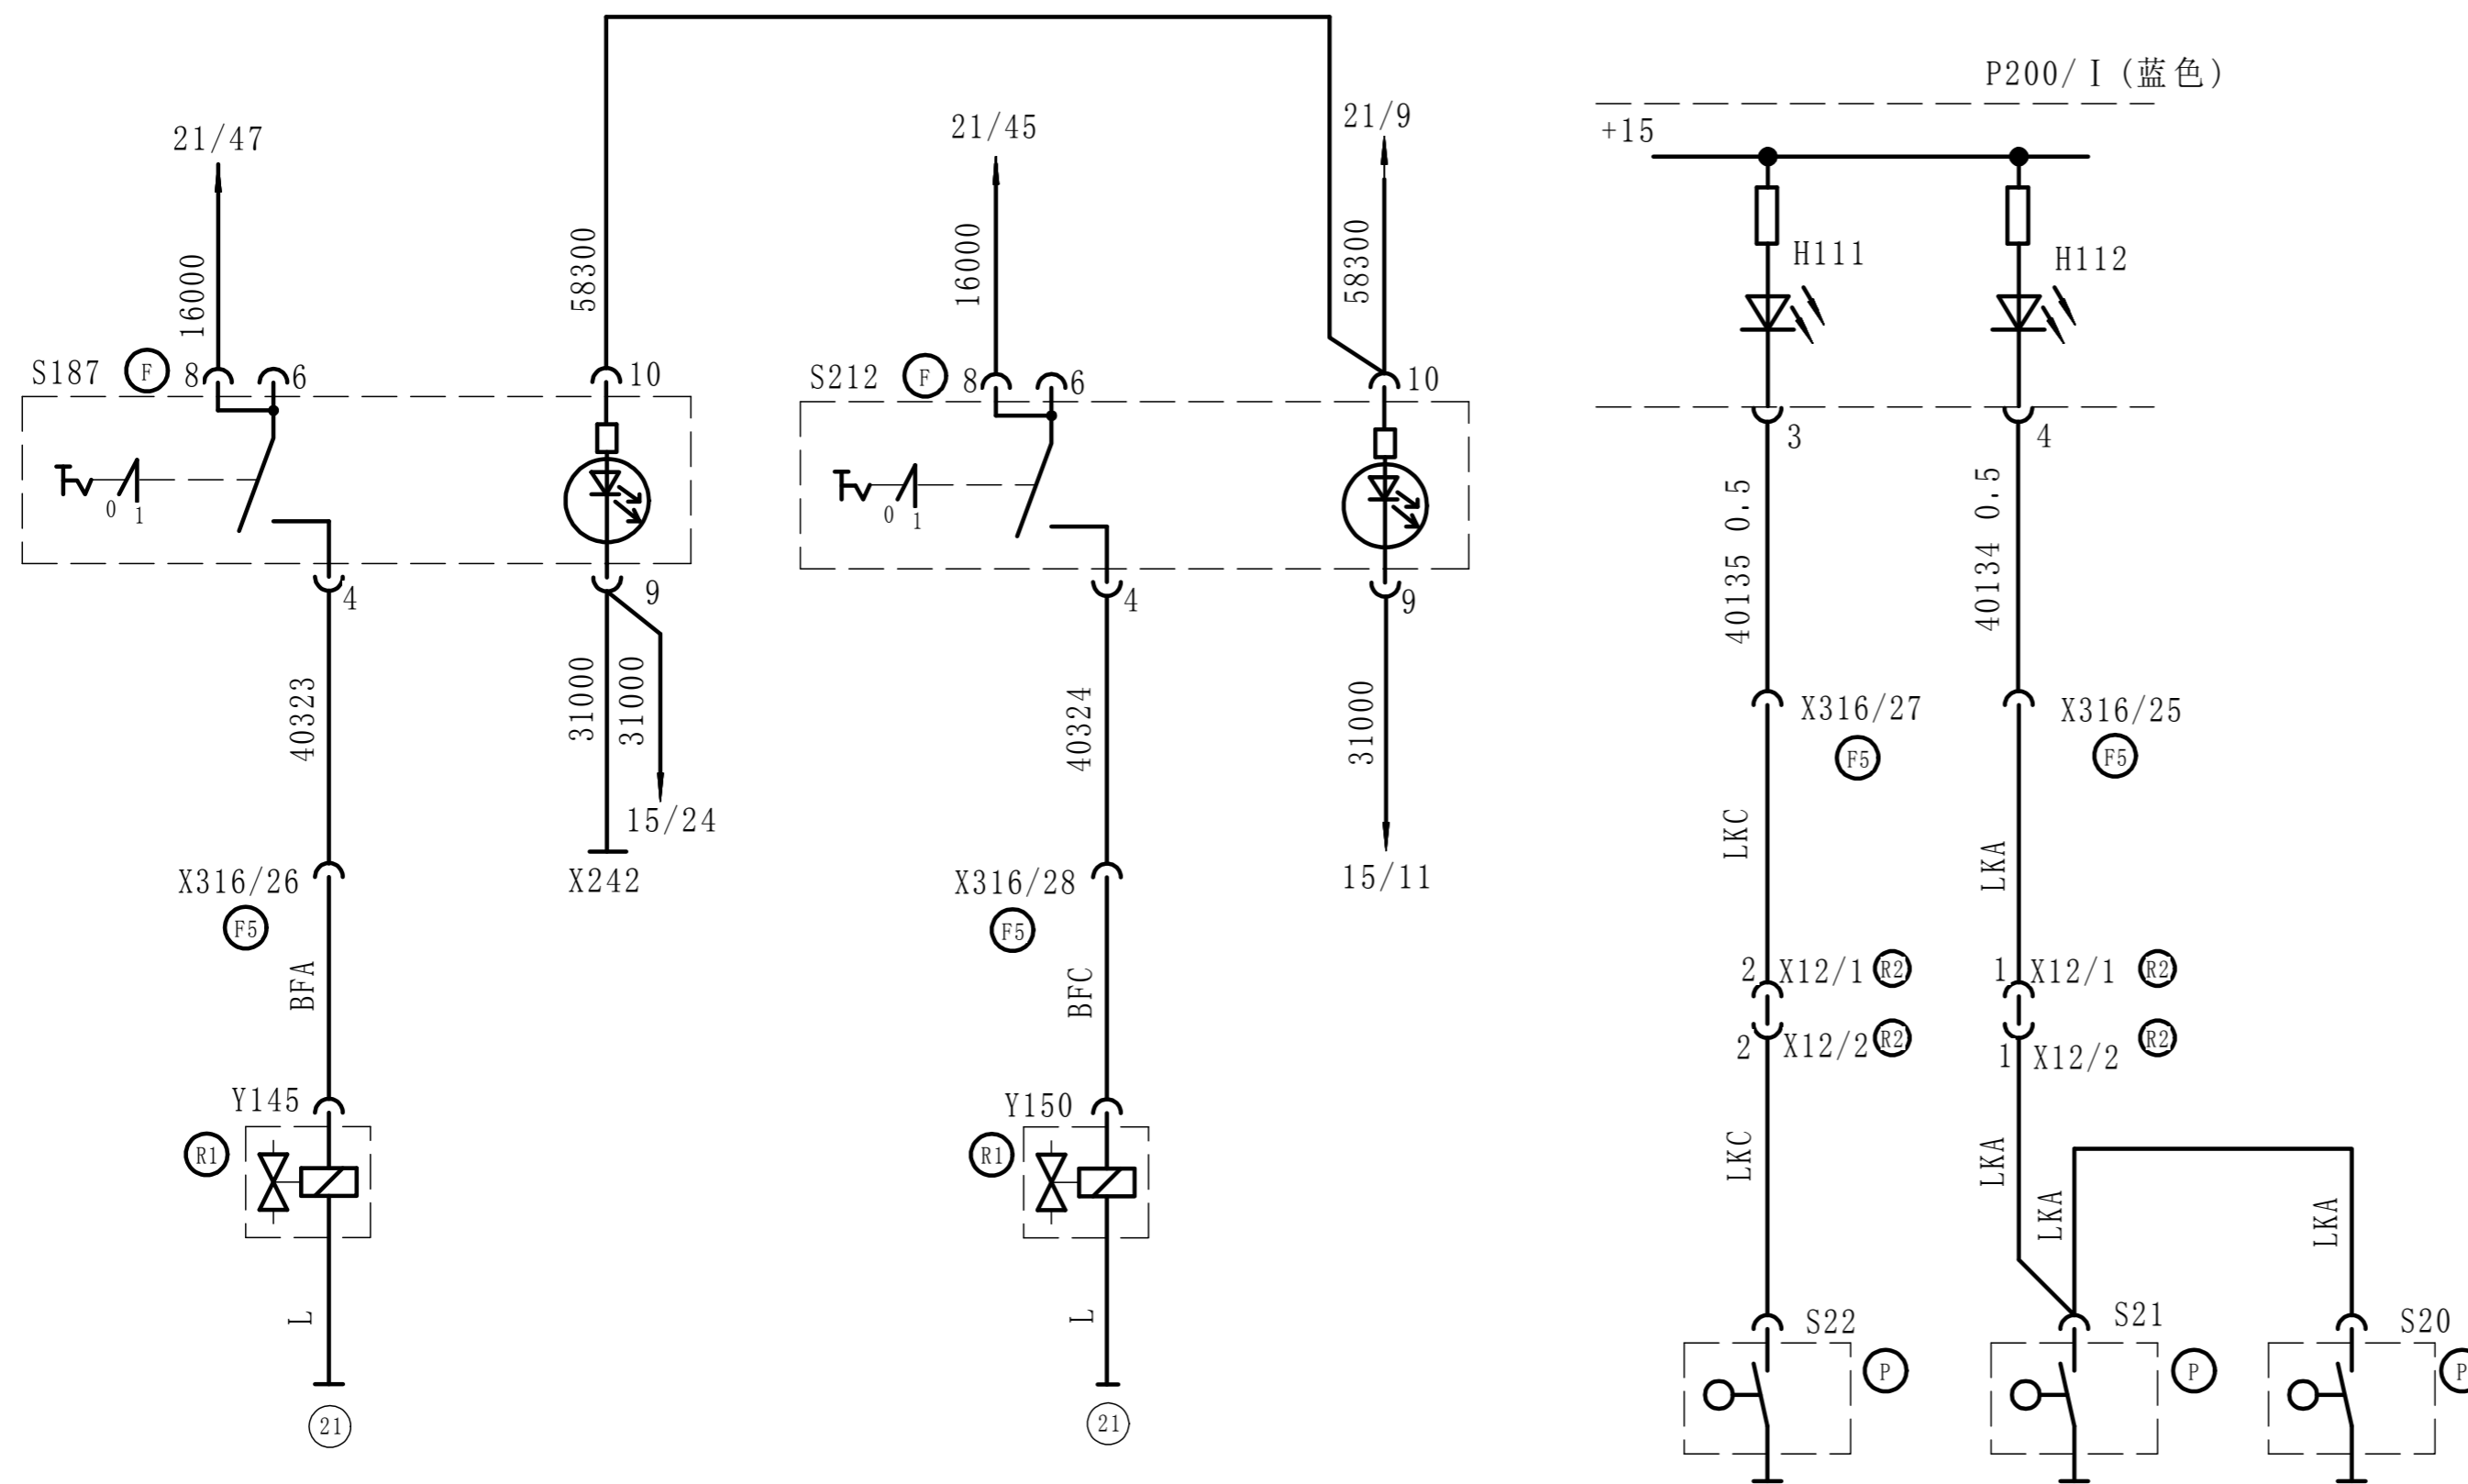 P200/I (蓝色)
+15
21/47
21/45
21/9
16000
58300
16000
58300
H111
H112
S187
F
8
6
10
S212
F
8
6
10
3
4
0
1
0
1
4
9
4
9
40135 0.5
40134 0.5
40323
31000
31000
40324
31000
X316/27
F5
X316/25
F5
15/24
X242
15/11
LKC
LKA
X316/26
F5
X316/28
F5
BFA
BFC
2
X12/1
R2
1
X12/1
R2
2
X12/2
R2
1
X12/2
R2
Y145
R1
Y150
R1
LKC
LKA
LKA
LKA
L
L
S22
P
S21
P
S20
P
21
21